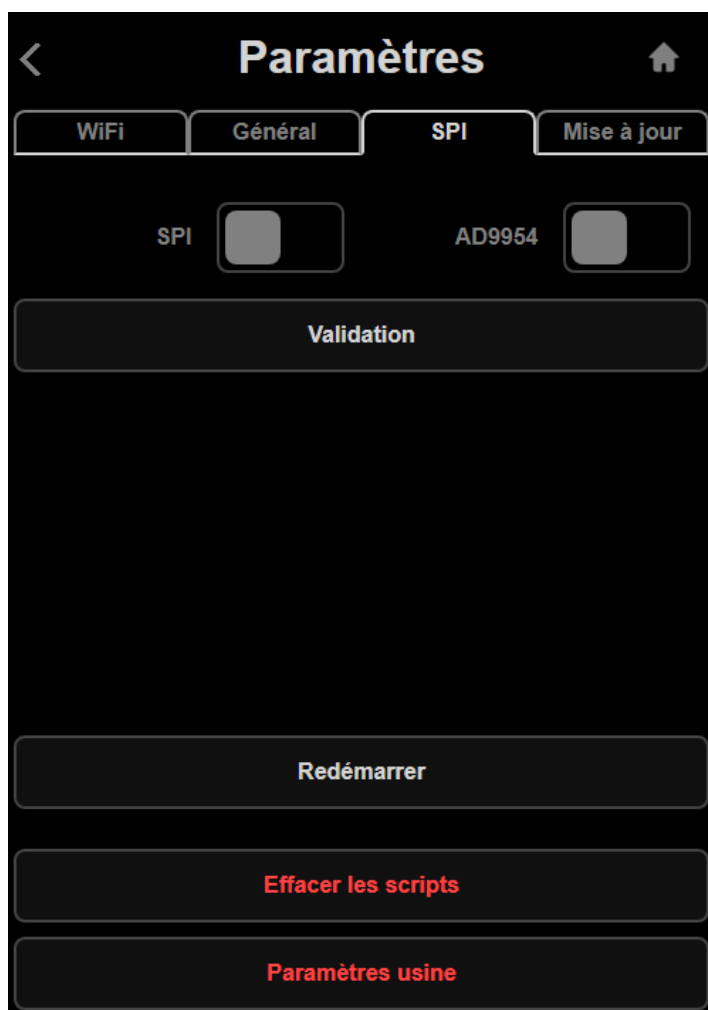 Paramètres
WiFi Général SPI Mise à jour
SPI AD9954
Validation
Redémarrer
Effacer les scripts
Paramètres usine